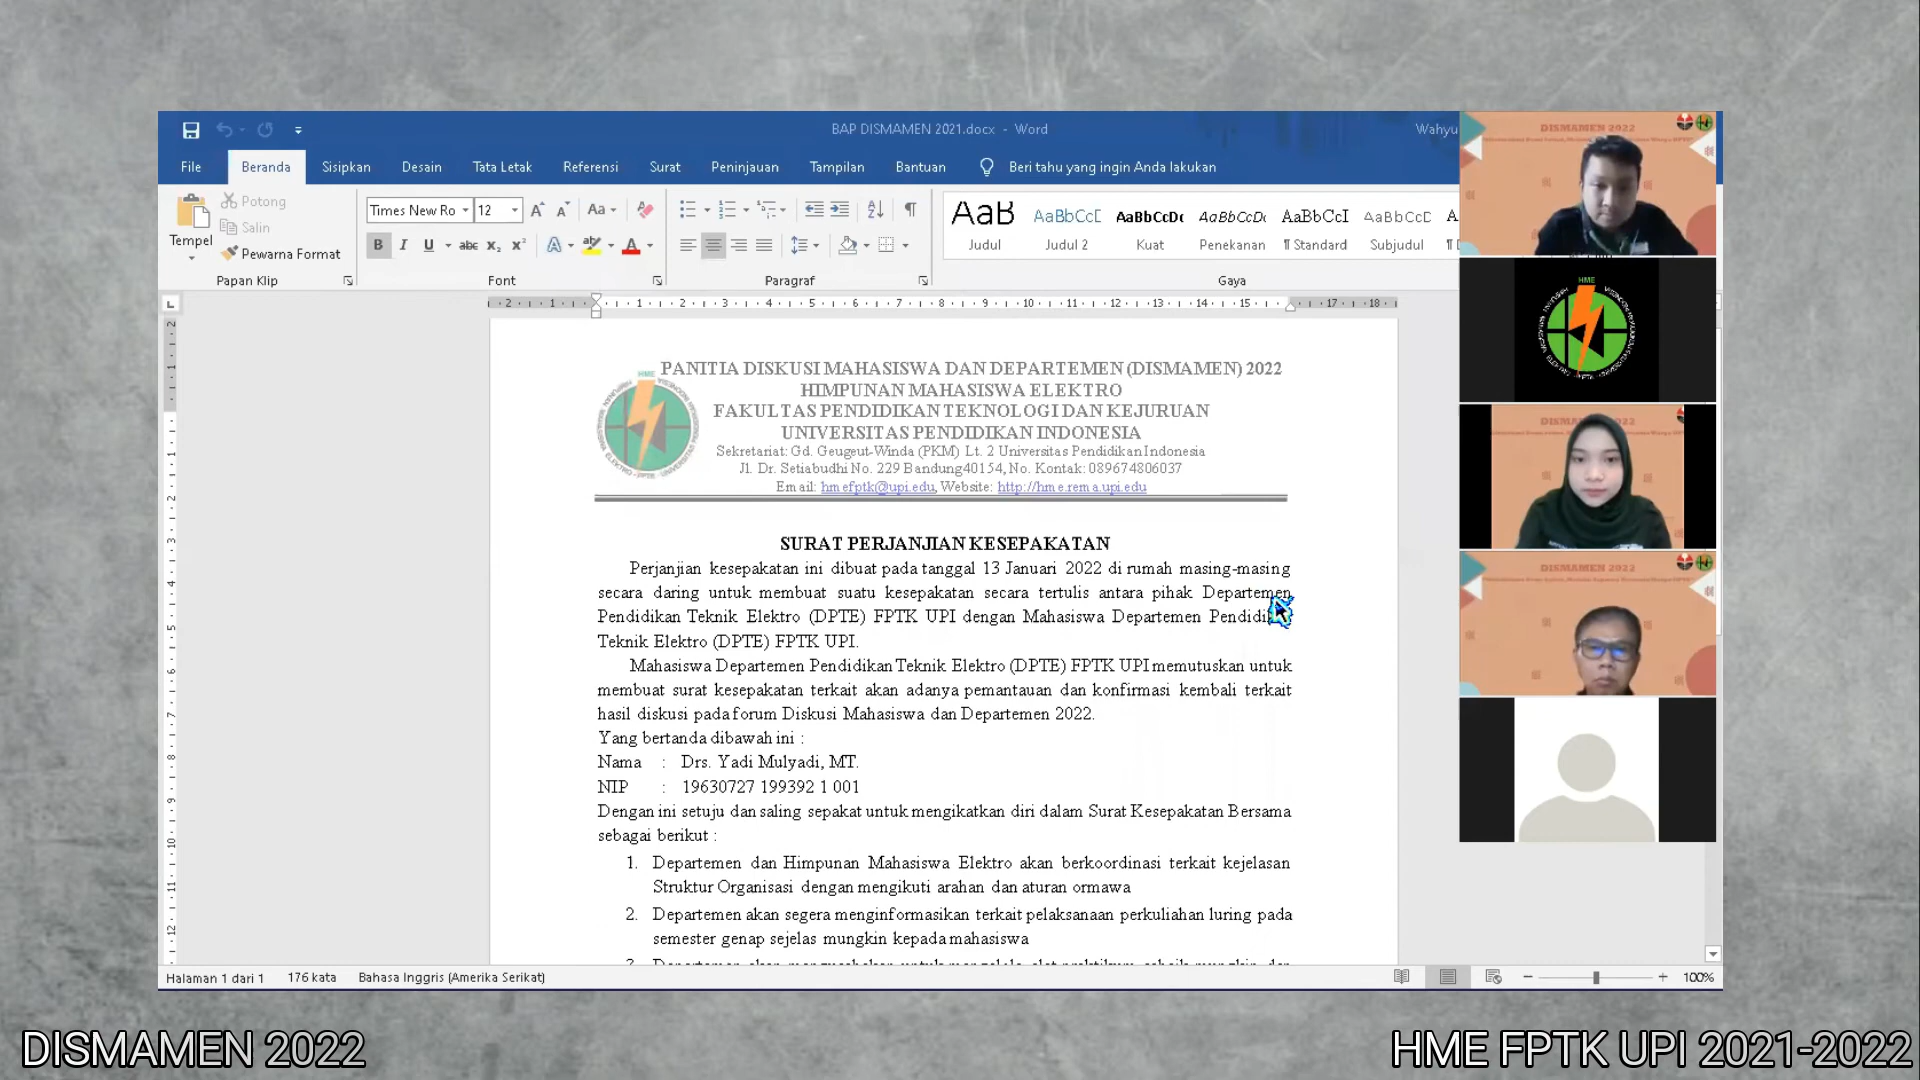 BAP DISMAMEN 2021.docx - Word
Wahyu
File Beranda Sisipkan Desain Tata Letak Referensi Surat Peninjauan Tampilan Bantuan Beri tahu yang ingin Anda lakukan
Tempel
Potong
Salin
Pewarna Format
Papan Klip
Times New Ro 12
Font
Paragraf
AaB AaBbCcD AaBbCcDc AaBbCcDc AaBbCcI AaBbCcD
Judul Judul 2 Kuat Penekanan ¶ Standard Subjudul
Gaya
DISMAMEN 2022
HME
DISMAMEN 2022
DISMAMEN 2022
PANITIA DISKUSI MAHASISWA DAN DEPARTEMEN (DISMAMEN) 2022
HIMPUNAN MAHASISWA ELEKTRO
FAKULTAS PENDIDIKAN TEKNOLOGI DAN KEJURUAN
UNIVERSITAS PENDIDIKAN INDONESIA
Sekretariat: Gd. Geugeut-Winda (PKM) Lt. 2 Universitas Pendidikan Indonesia
Jl. Dr. Setiabudhi No. 229 Bandung40154, No. Kontak: 089674806037
Email: hmefptk@upi.edu, Website: http://hme.rema.upi.edu
SURAT PERJANJIAN KESEPAKATAN
Perjanjian kesepakatan ini dibuat pada tanggal 13 Januari 2022 di rumah masing-masing
secara daring untuk membuat suatu kesepakatan secara tertulis antara pihak Departemen
Pendidikan Teknik Elektro (DPTE) FPTK UPI dengan Mahasiswa Departemen Pendidikan
Teknik Elektro (DPTE) FPTK UPI.
Mahasiswa Departemen Pendidikan Teknik Elektro (DPTE) FPTK UPI memutuskan untuk
membuat surat kesepakatan terkait akan adanya pemantauan dan konfirmasi kembali terkait
hasil diskusi pada forum Diskusi Mahasiswa dan Departemen 2022.
Yang bertanda dibawah ini :
Nama : Drs. Yadi Mulyadi, MT.
NIP : 19630727 199392 1 001
Dengan ini setuju dan saling sepakat untuk mengikatkan diri dalam Surat Kesepakatan Bersama
sebagai berikut :
1. Departemen dan Himpunan Mahasiswa Elektro akan berkoordinasi terkait kejelasan
Struktur Organisasi dengan mengikuti arahan dan aturan ormawa
2. Departemen akan segera menginformasikan terkait pelaksanaan perkuliahan luring pada
semester genap sejelas mungkin kepada mahasiswa
Halaman 1 dari 1 176 kata Bahasa Inggris (Amerika Serikat) 100%
DISMAMEN 2022
HME FPTK UPI 2021-2022